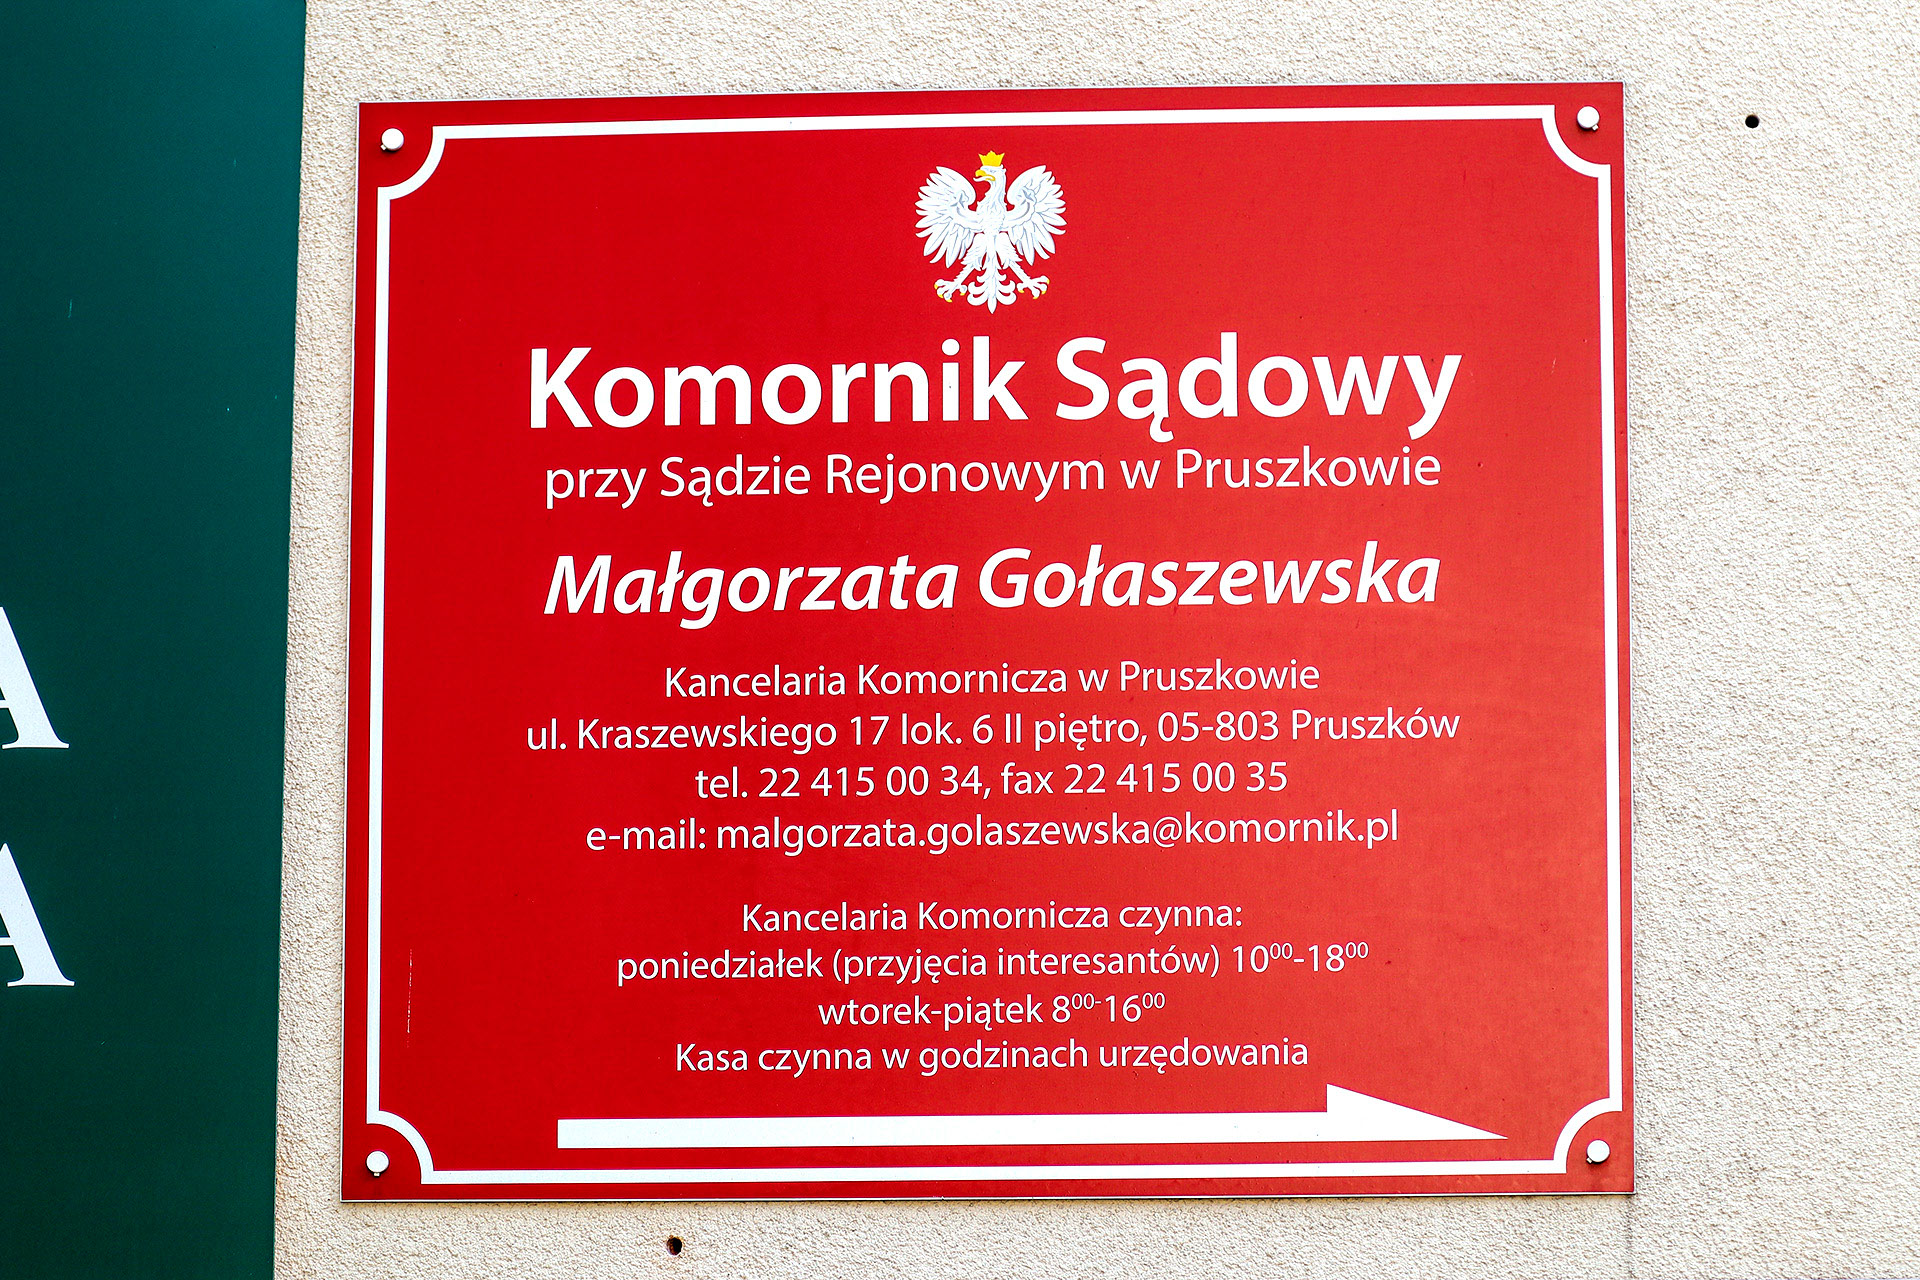 Komornik Sądowy
przy Sądzie Rejonowym w Pruszkowie
Małgorzata Gołaszewska
Kancelaria Komornicza w Pruszkowie
ul. Kraszewskiego 17 lok. 6 II piętro, 05-803 Pruszków
tel. 22 415 00 34, fax 22 415 00 35
e-mail: malgorzata.golaszewska@komornik.pl
Kancelaria Komornicza czynna:
poniedziałek (przyjęcia interesantów) 10⁰⁰-18⁰⁰
wtorek-piątek 8⁰⁰⁻16⁰⁰
Kasa czynna w godzinach urzędowania
A
A